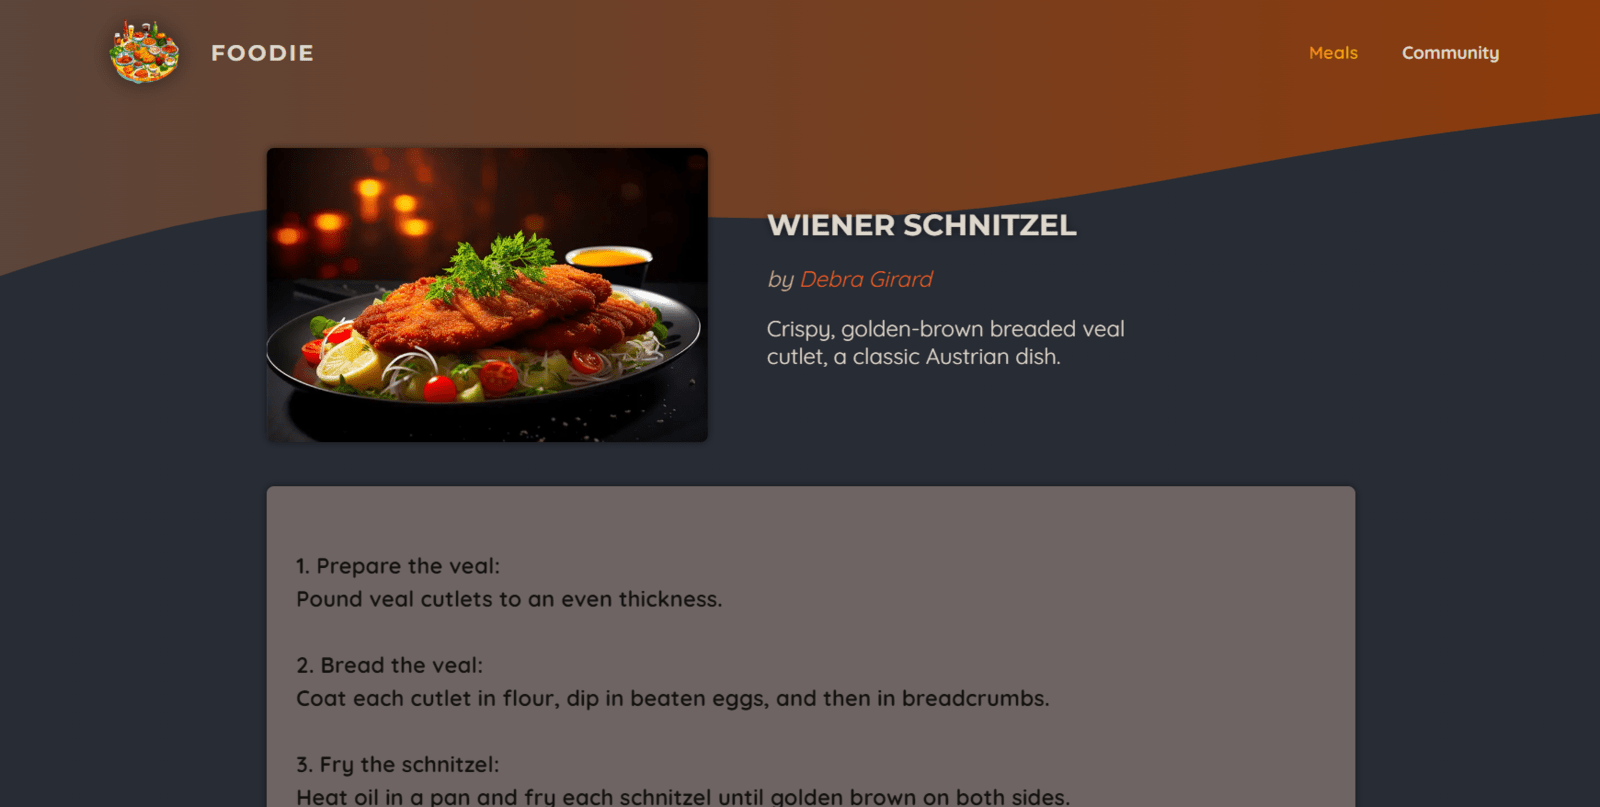 FOODIE
Meals
Community
WIENER SCHNITZEL
by Debra Girard
Crispy, golden-brown breaded veal
cutlet, a classic Austrian dish.
1. Prepare the veal:
Pound veal cutlets to an even thickness.
2. Bread the veal:
Coat each cutlet in flour, dip in beaten eggs, and then in breadcrumbs.
3. Fry the schnitzel:
Heat oil in a pan and fry each schnitzel until golden brown on both sides.